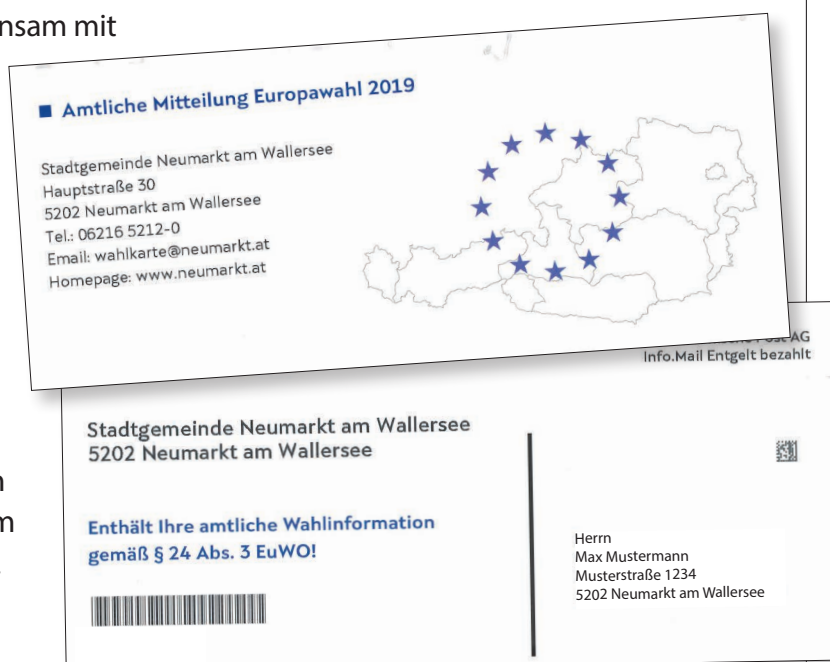 nsam mit
■ Amtliche Mitteilung Europawahl 2019
Stadtgemeinde Neumarkt am Wallersee
Hauptstraße 30
5202 Neumarkt am Wallersee
Tel.: 06216 5212-0
Email: wahlkarte@neumarkt.at
Homepage: www.neumarkt.at
AG
Info.Mail Entgelt bezahlt
Stadtgemeinde Neumarkt am Wallersee
5202 Neumarkt am Wallersee
Enthält Ihre amtliche Wahlinformation
gemäß § 24 Abs. 3 EuWO!
Herrn
Max Mustermann
Musterstraße 1234
5202 Neumarkt am Wallersee